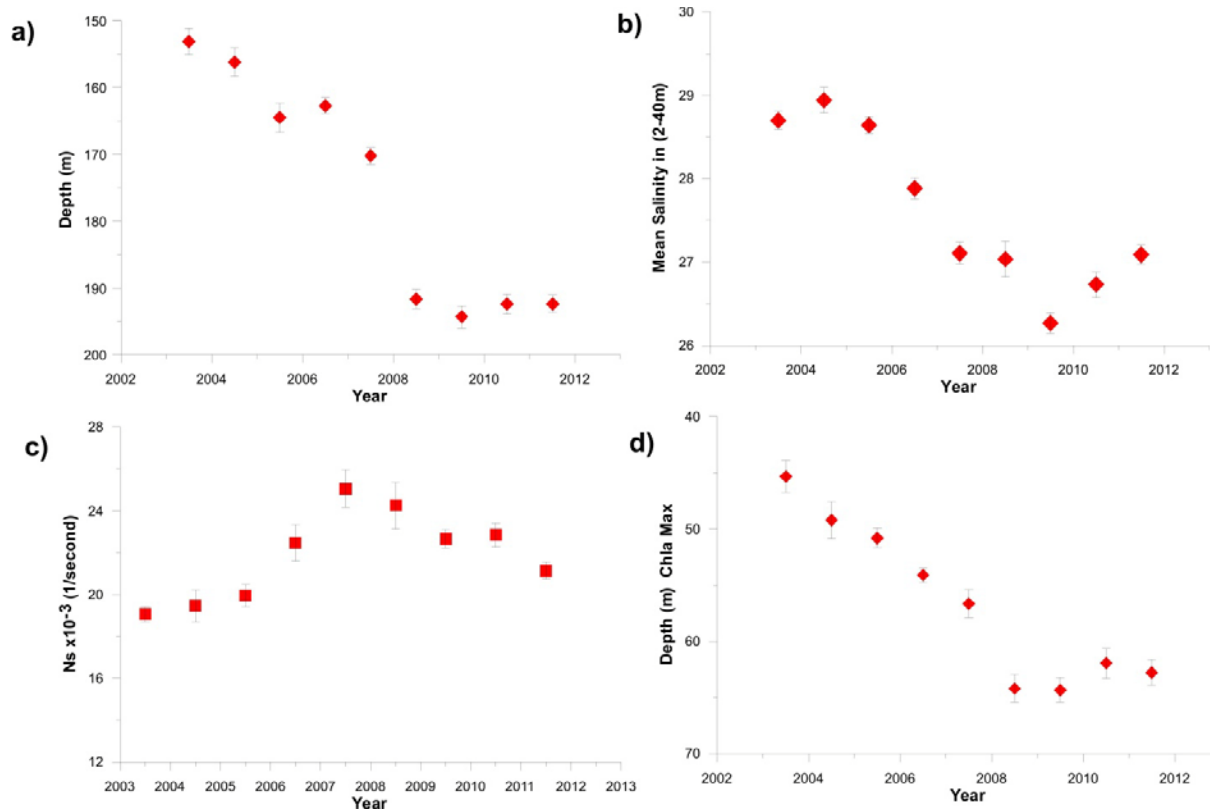 a)
150
160
170
180
190
200
Depth (m)
2002 2004 2006 2008 2010 2012
Year
b)
30
29
28
27
26
Mean Salinity in (2-40m)
2002 2004 2006 2008 2010 2012
Year
c)
28
24
20
16
12
Ns x10⁻³ (1/second)
2003 2004 2005 2006 2007 2008 2009 2010 2011 2012 2013
Year
d)
40
50
60
70
Depth (m) Chla Max
2002 2004 2006 2008 2010 2012
Year